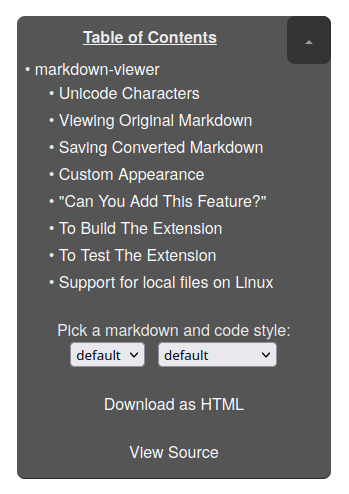 Table of Contents
• markdown-viewer
• Unicode Characters
• Viewing Original Markdown
• Saving Converted Markdown
• Custom Appearance
• "Can You Add This Feature?"
• To Build The Extension
• To Test The Extension
• Support for local files on Linux
Pick a markdown and code style:
default default
Download as HTML
View Source